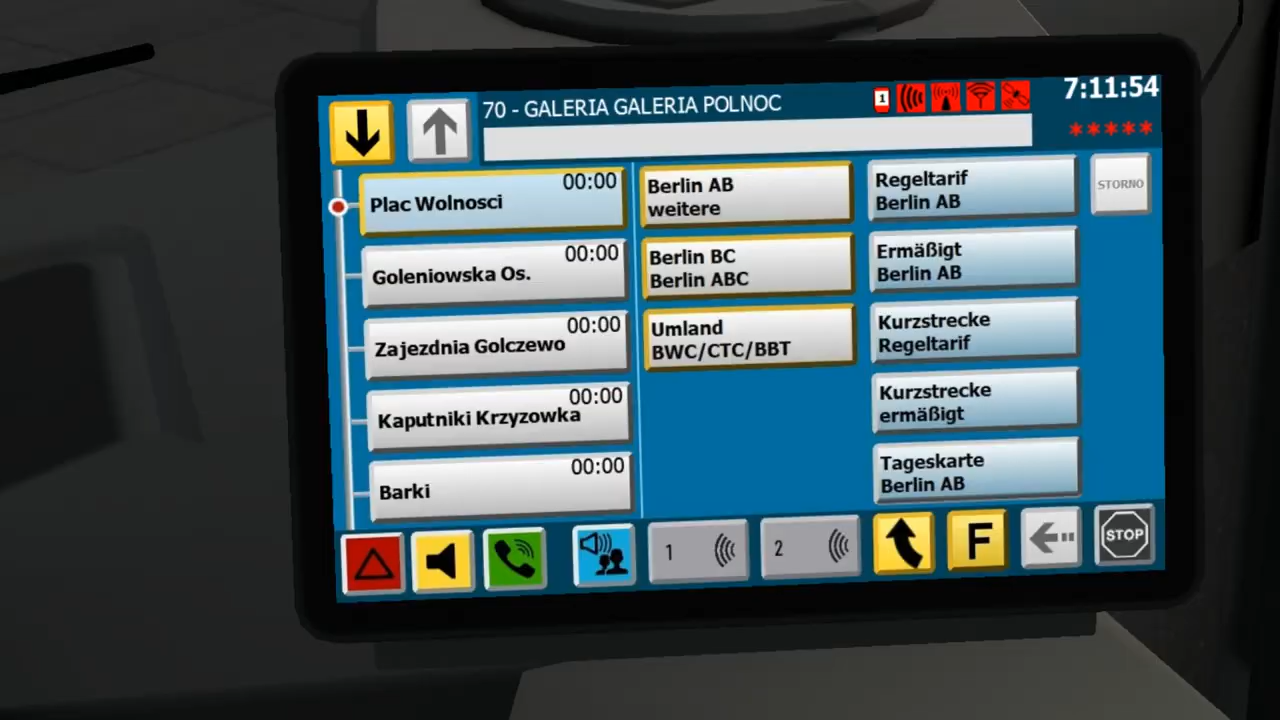 70 - GALERIA GALERIA POLNOC
1
7:11:54
*****
Plac Wolnosci
00:00
Goleniowska Os.
00:00
Zajezdnia Golczewo
00:00
Kaputniki Krzyzowka
00:00
Barki
00:00
Berlin AB
weitere
Berlin BC
Berlin ABC
Umland
BWC/CTC/BBT
Regeltarif
Berlin AB
Ermäßigt
Berlin AB
Kurzstrecke
Regeltarif
Kurzstrecke
ermäßigt
Tageskarte
Berlin AB
STORNO
1
2
F
STOP